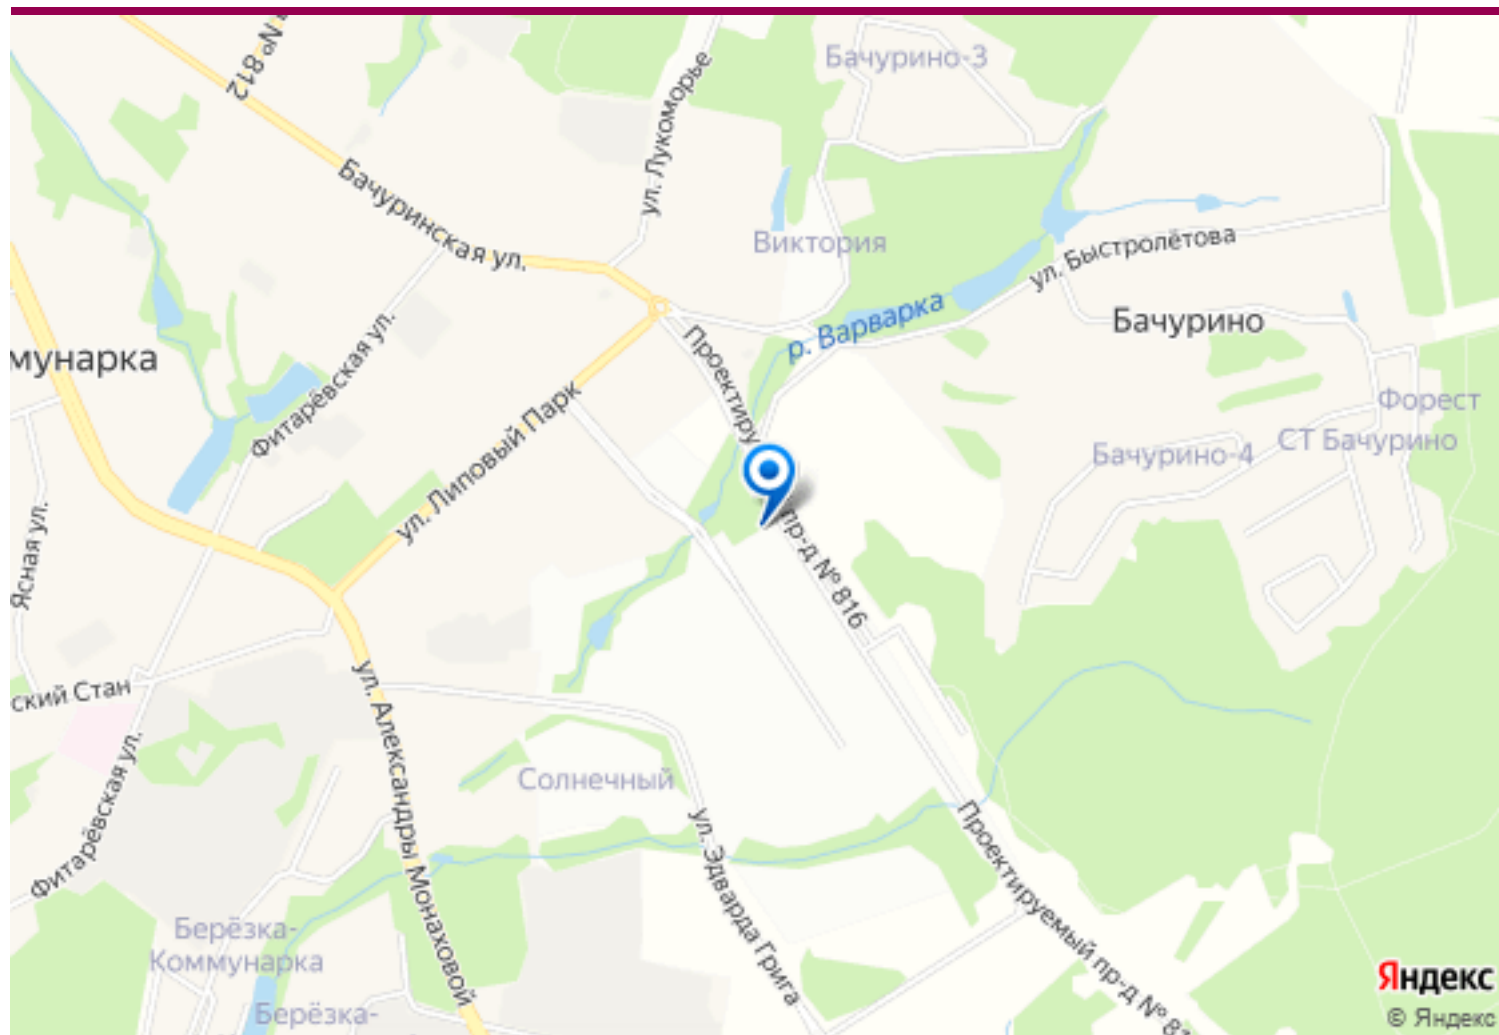 № 812
Бачурино-3
ул. Лукоморье
Бачуринская ул.
Виктория
ул. Быстролётова
р. Варварка
Бачурино
мунарка
Фитарёвская ул.
Проектиру
пр-д № 816
ул. Липовый Парк
Форест
СТ Бачурино
Бачурино-4
Ясная ул.
ский Стан
ул. Александры Монаховой
Солнечный
Фитарёвская ул.
ул. Эдварда Грига
Проектируемый пр-д № 81
Берёзка-
Коммунарка
Берёзка-
Яндекс
© Яндекс